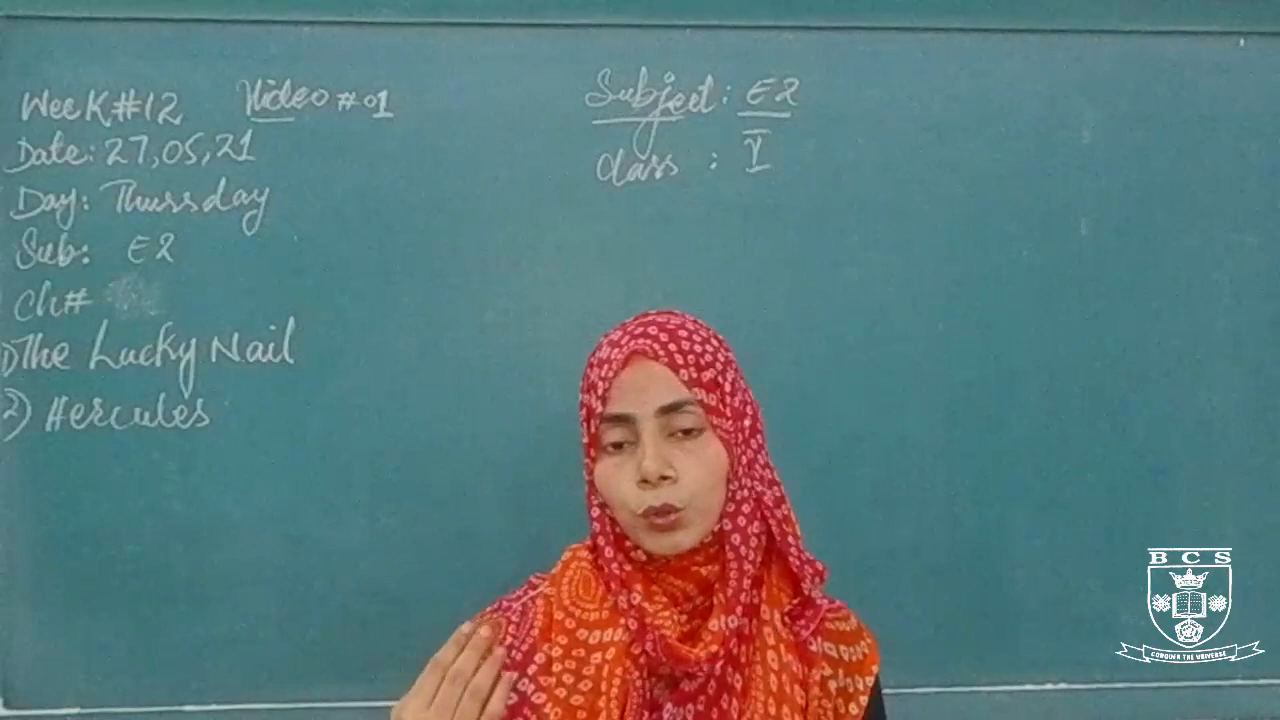 Week#12 Video #01
Date: 27,05,21
Day: Thursday
Sub: E2
Ch#
1) The Lucky Nail
2) Hercules
Subject: E2
Class : V
BCS
CONQUER THE UNIVERSE